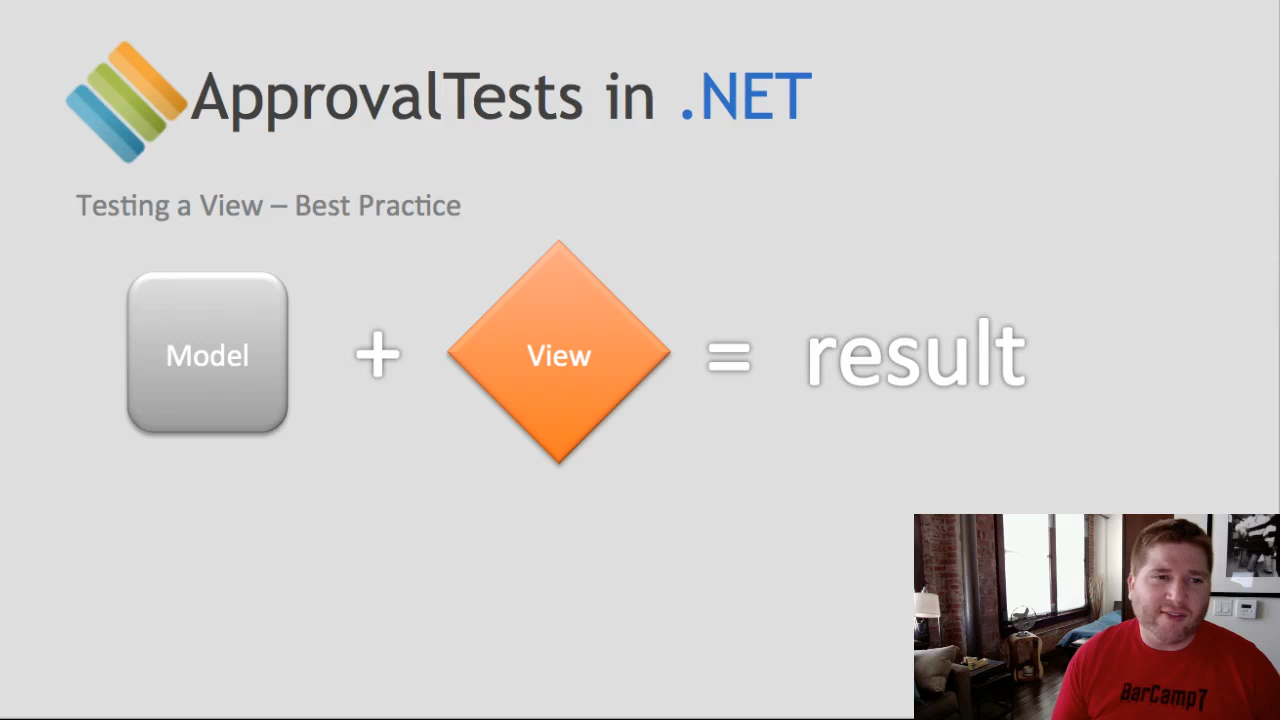 ApprovalTests in .NET
Testing a View – Best Practice
Model + View = result
BarCamp7